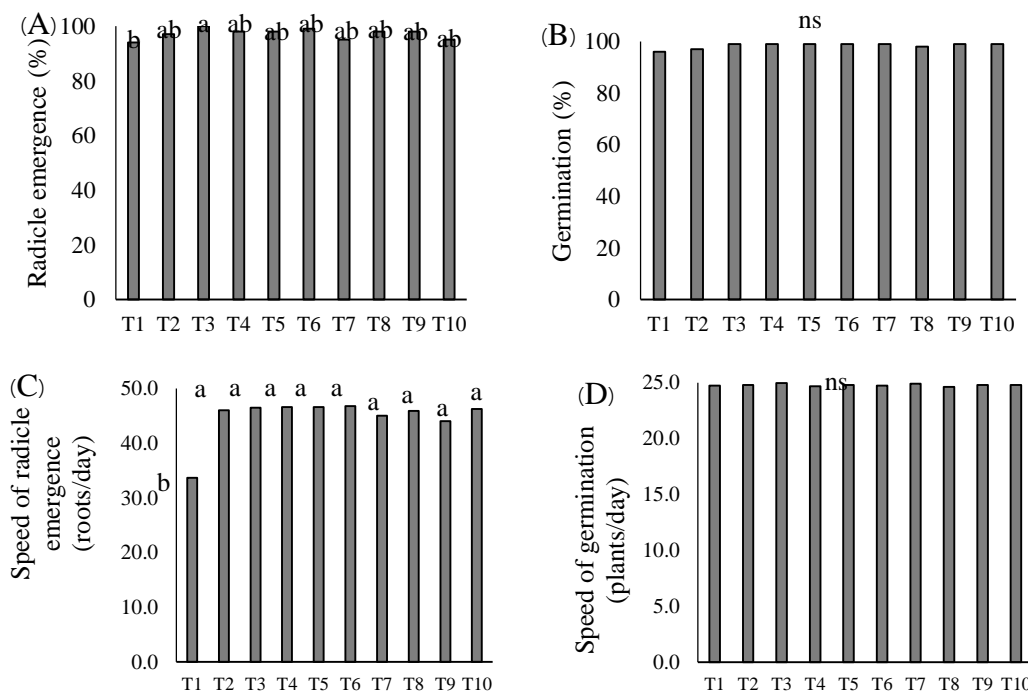 (A)
Radicle emergence (%)
100
80
60
40
20
0
b ab a ab ab ab ab ab ab ab
T1 T2 T3 T4 T5 T6 T7 T8 T9 T10
(B)
Germination (%)
100
80
60
40
20
0
ns
T1 T2 T3 T4 T5 T6 T7 T8 T9 T10
(C)
Speed of radicle
emergence
(roots/day)
50.0
40.0
30.0
20.0
10.0
0.0
b a a a a a a a a a
T1 T2 T3 T4 T5 T6 T7 T8 T9 T10
(D)
Speed of germination
(plants/day)
25.0
20.0
15.0
10.0
5.0
0.0
ns
T1 T2 T3 T4 T5 T6 T7 T8 T9 T10